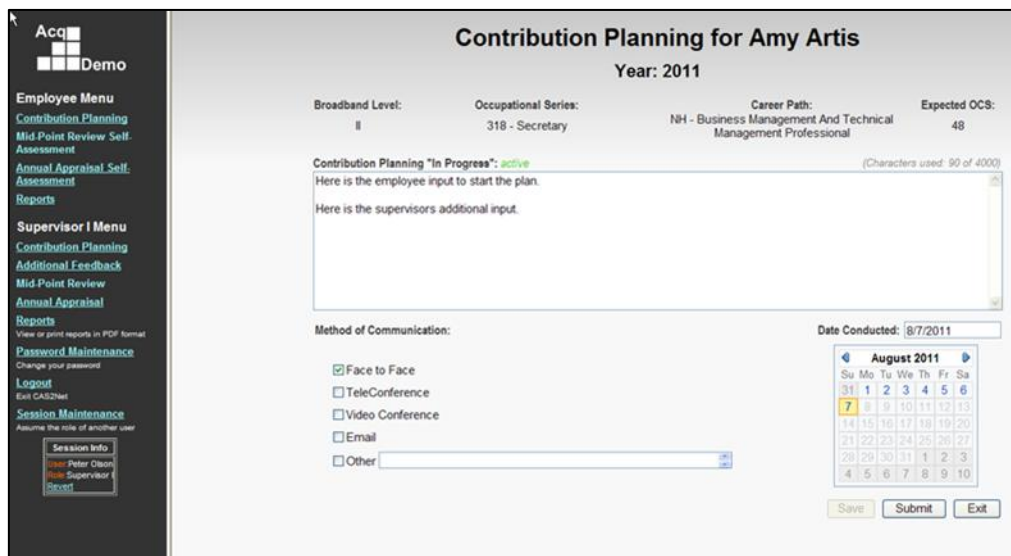 Acq
Demo
Employee Menu
Contribution Planning
Mid-Point Review Self-
Assessment
Annual Appraisal Self-
Assessment
Reports
Supervisor I Menu
Contribution Planning
Additional Feedback
Mid-Point Review
Annual Appraisal
Reports
View or print reports in PDF format
Password Maintenance
Change your password
Logout
Exit CAS2Net
Session Maintenance
Assume the role of another user
Session Info
User:Peter Olson
Role:Supervisor I
Revert
Contribution Planning for Amy Artis
Year: 2011
Broadband Level: Occupational Series: Career Path: Expected OCS:
II 318 - Secretary NH - Business Management And Technical 48
Management Professional
Contribution Planning "In Progress": active (Characters used: 90 of 4000)
Here is the employee input to start the plan.
Here is the supervisors additional input.
Method of Communication: Date Conducted: 8/7/2011
Face to Face
TeleConference
Video Conference
Email
Other
August 2011
Su Mo Tu We Th Fr Sa
31 1 2 3 4 5 6
7 8 9 10 11 12 13
14 15 16 17 18 19 20
21 22 23 24 25 26 27
28 29 30 31 1 2 3
4 5 6 7 8 9 10
Save Submit Exit